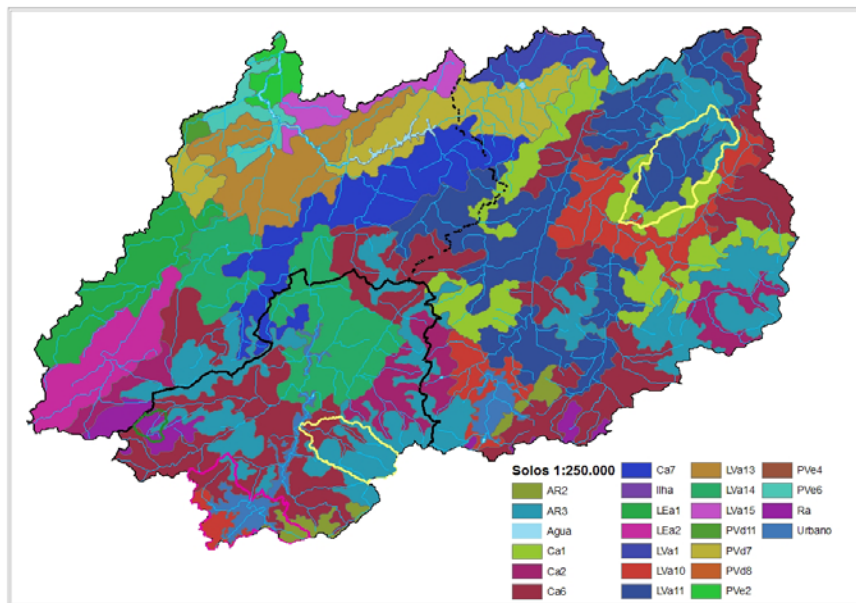 Solos 1:250.000
AR2
AR3
Agua
Ca1
Ca2
Ca6
Ca7
Ilha
LEa1
LEa2
LVa1
LVa10
LVa11
LVa13
LVa14
LVa15
PVd11
PVd7
PVd8
PVe2
PVe4
PVe6
Ra
Urbano